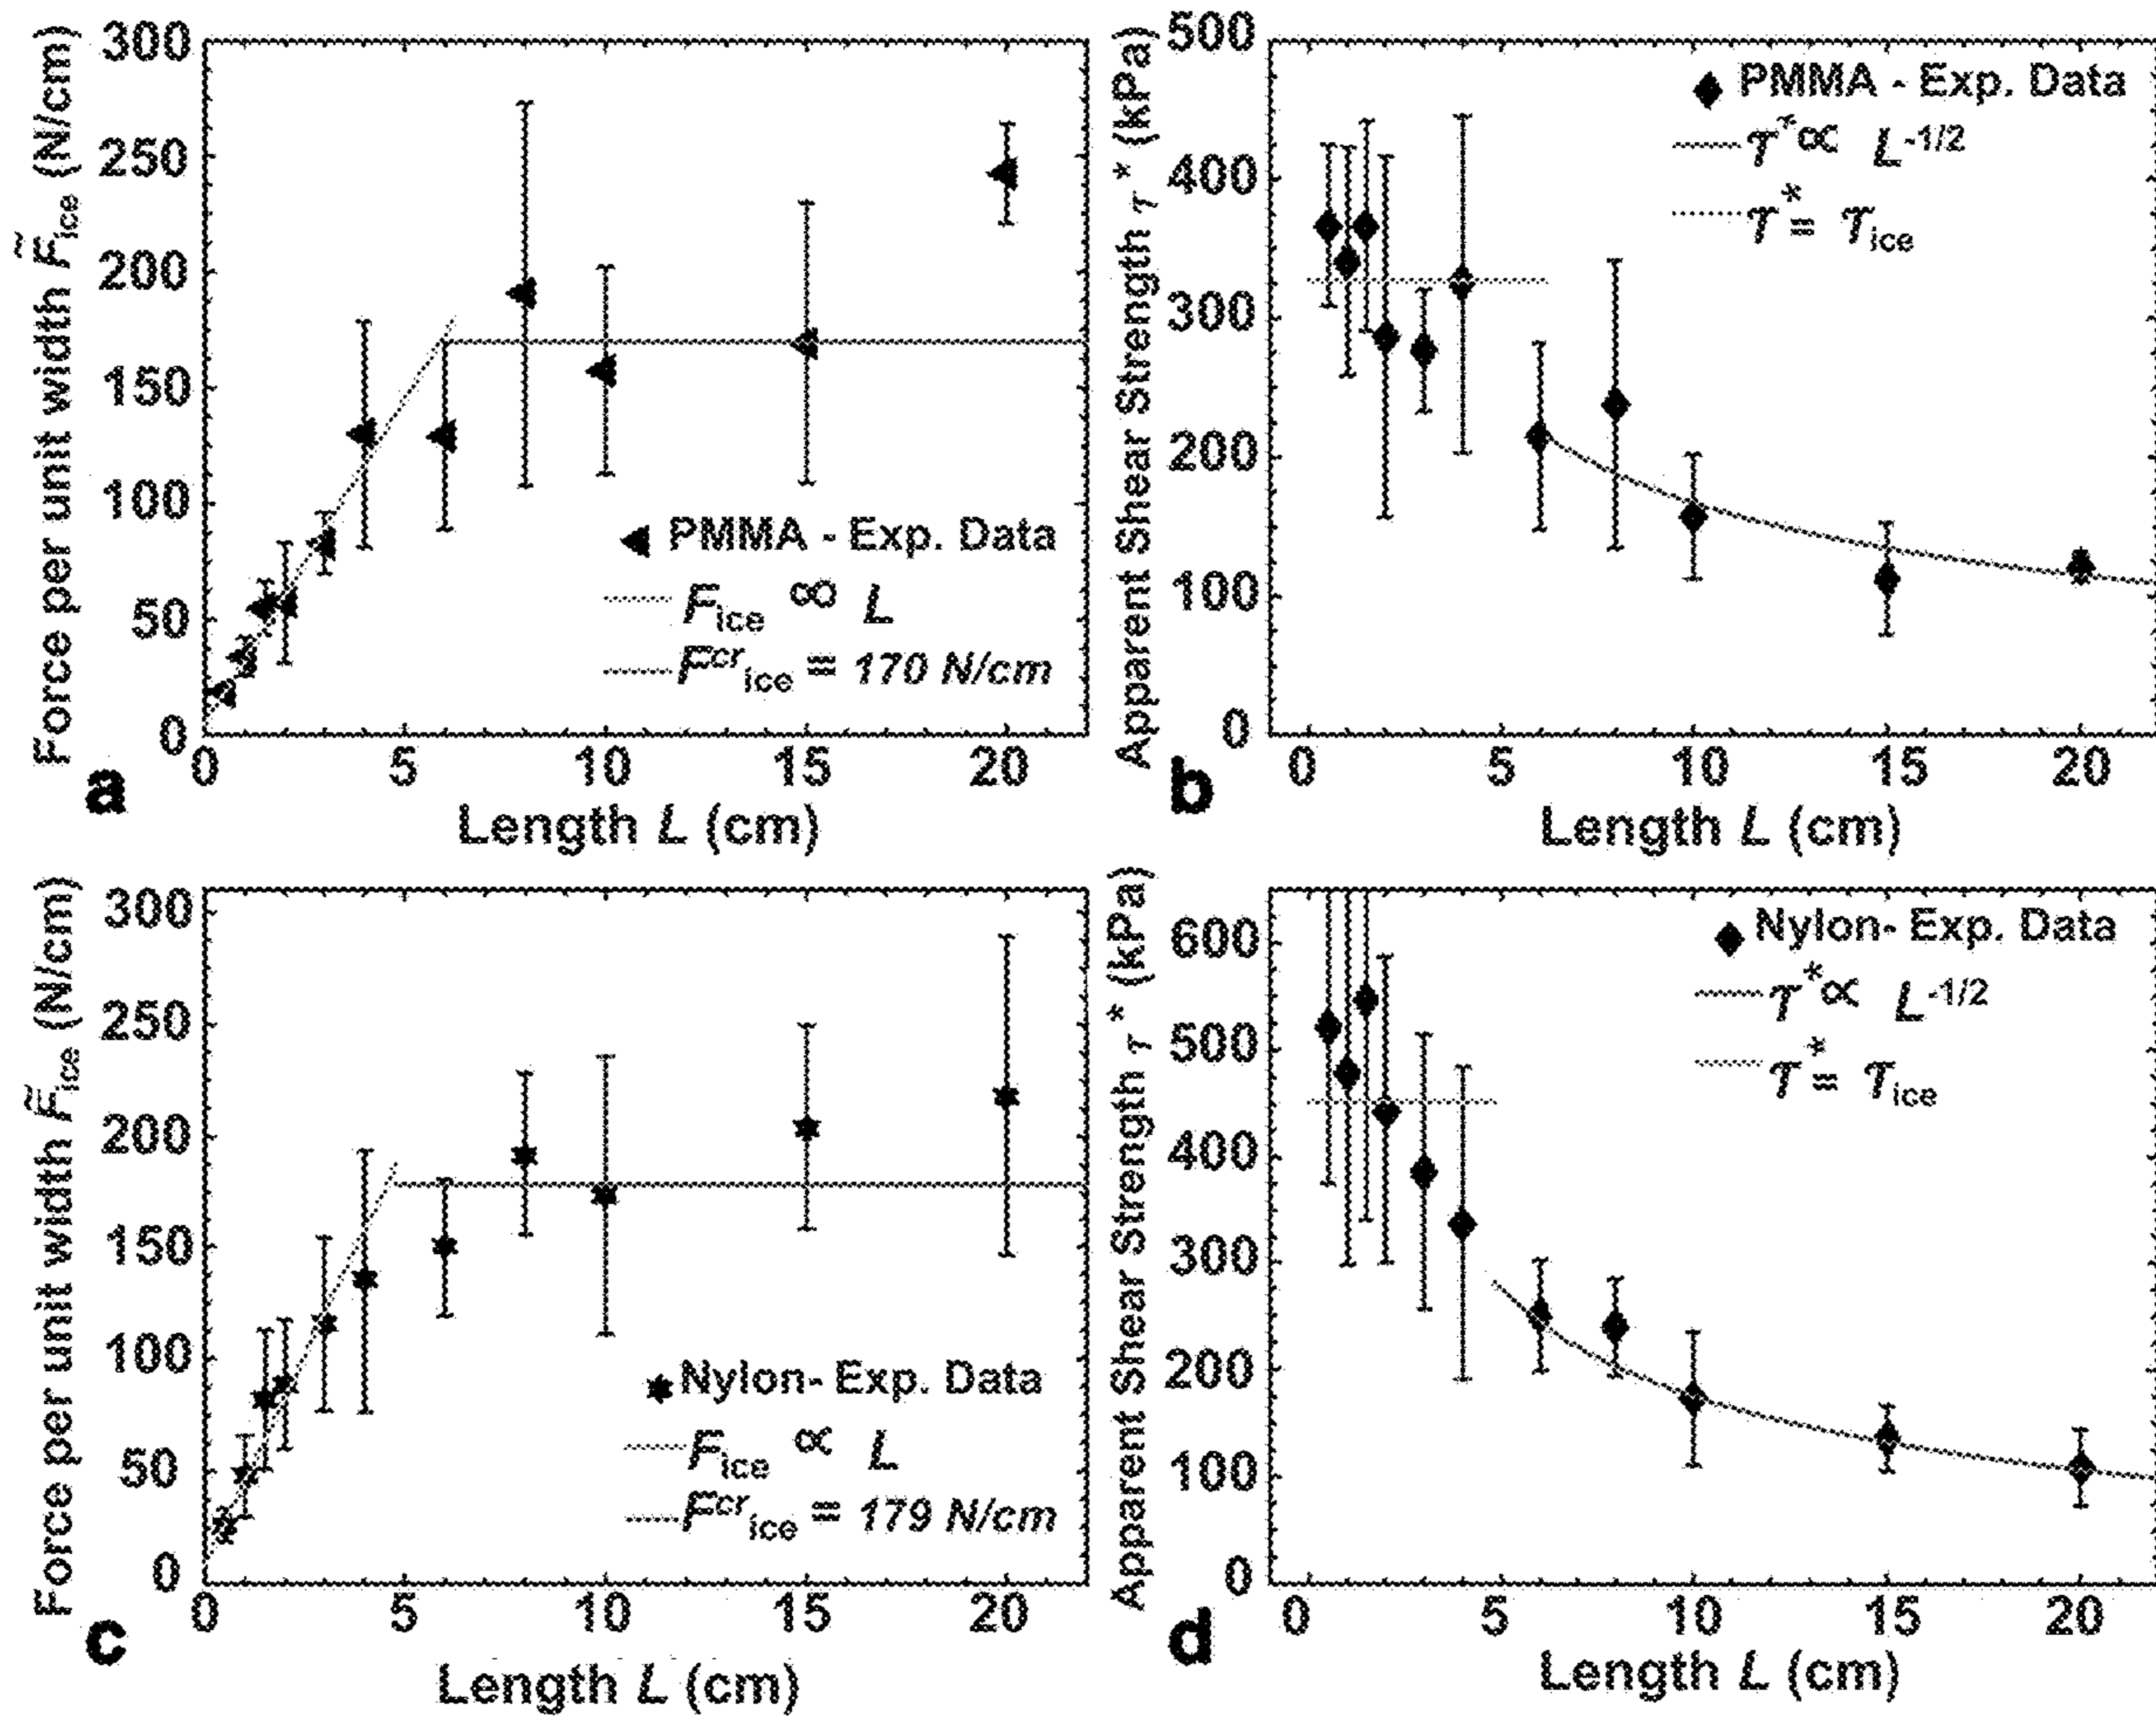 Force per unit width F̃ice (N/cm)
300
250
200
150
100
50
0
0 5 10 15 20
Length L (cm)
a
PMMA - Exp. Data
Fice ∝ L
Fcrice = 170 N/cm
Apparent Shear Strength τ* (kPa)
500
400
300
200
100
0
0 5 10 15 20
Length L (cm)
b
PMMA - Exp. Data
τ*∝ L-1/2
τ*= τice
Force per unit width F̃ice (N/cm)
300
250
200
150
100
50
0
0 5 10 15 20
Length L (cm)
c
Nylon- Exp. Data
Fice ∝ L
Fcrice = 179 N/cm
Apparent Shear Strength τ* (kPa)
600
500
400
300
200
100
0
0 5 10 15 20
Length L (cm)
d
Nylon- Exp. Data
τ*∝ L-1/2
τ*= τice